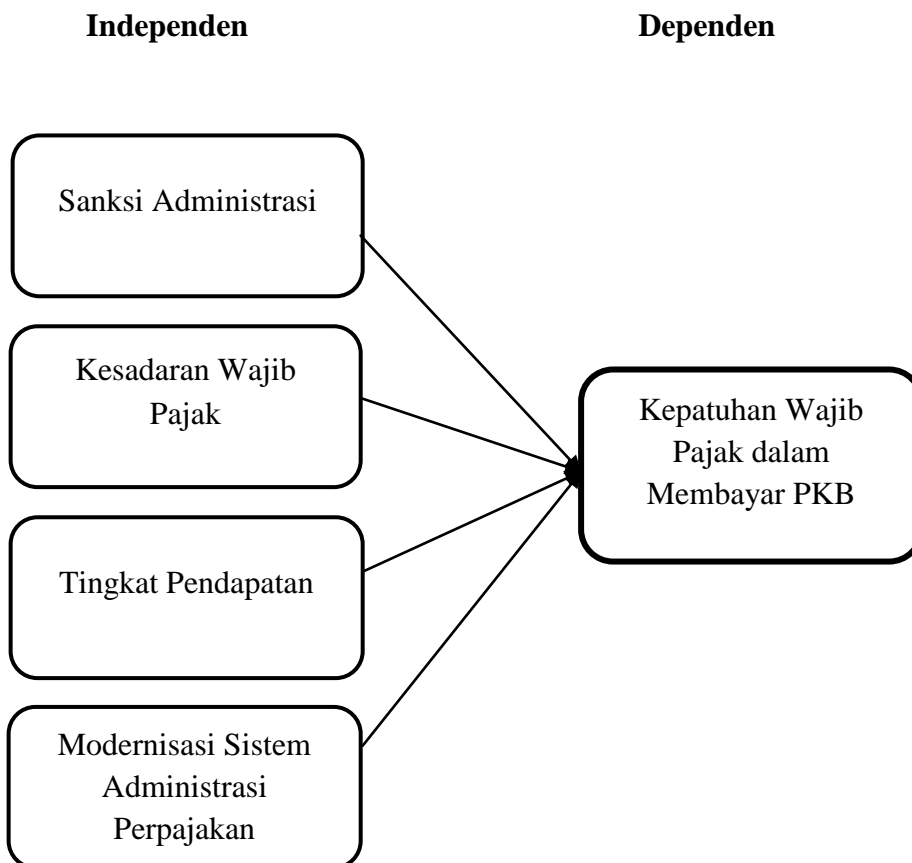 Independen
Dependen
Sanksi Administrasi
Kesadaran Wajib
Pajak
Tingkat Pendapatan
Modernisasi Sistem
Administrasi
Perpajakan
Kepatuhan Wajib
Pajak dalam
Membayar PKB